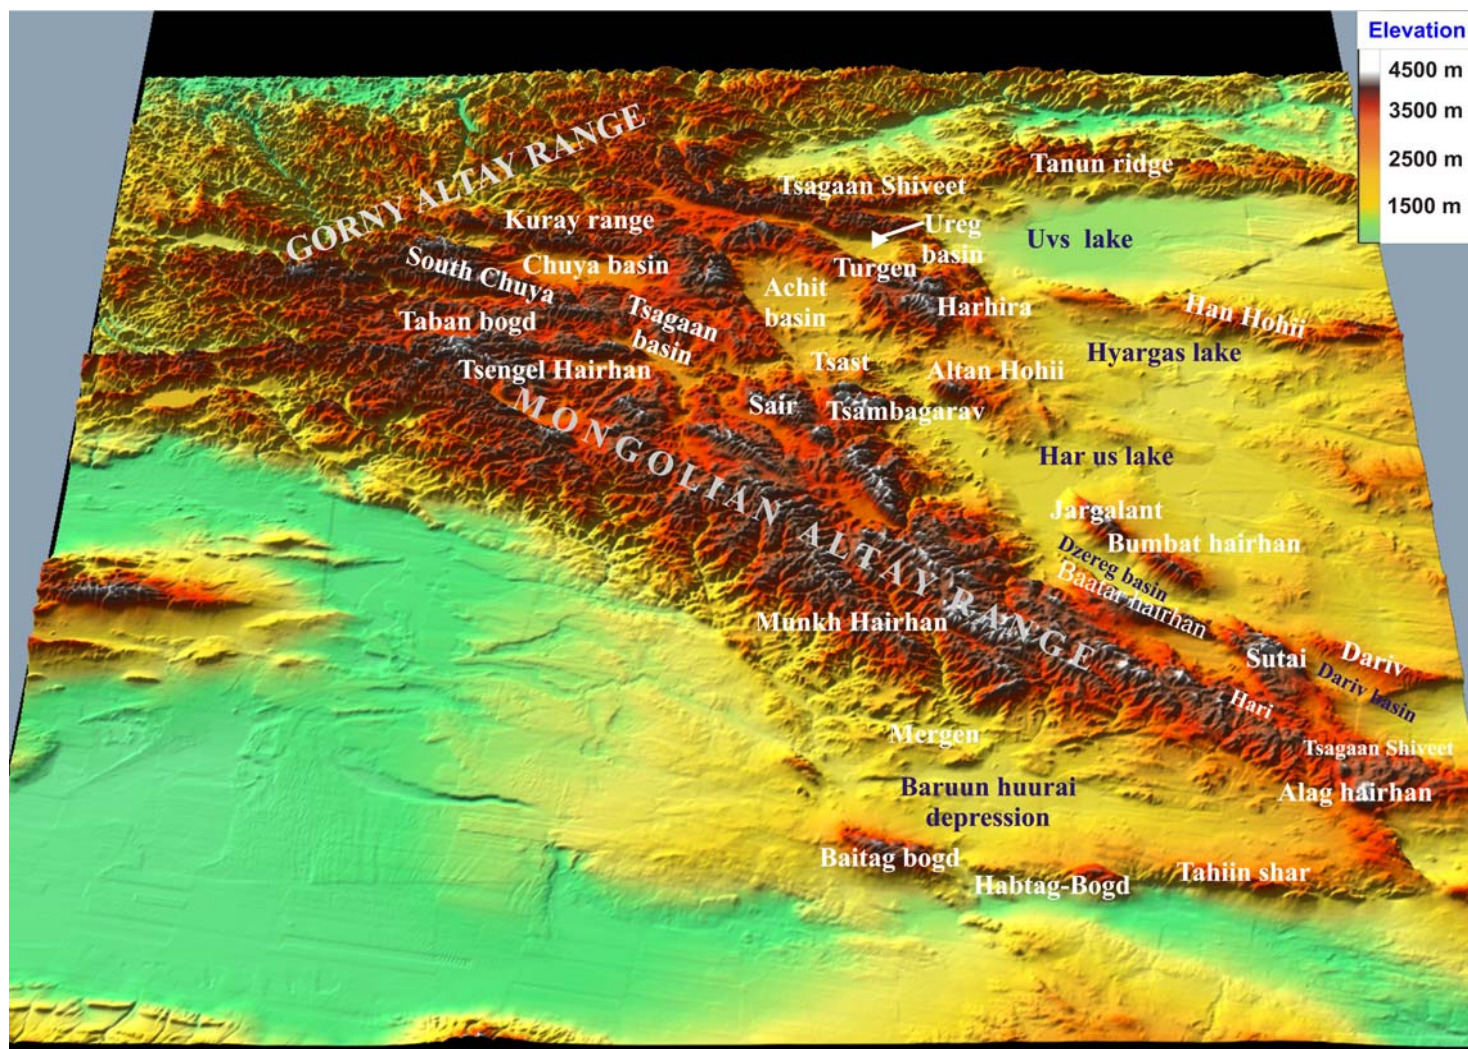 Elevation
4500 m
3500 m
2500 m
1500 m
GORNY ALTAY RANGE
Tanun ridge
Tsagaan Shiveet
Kuray range
Ureg
basin
Uvs lake
South Chuya
Chuya basin
Turgen
Achit
basin
Harhira
Han Hohii
Taban bogd
Tsagaan
basin
Hyargas lake
Tsengel Hairhan
Tsast
Altan Hohii
MONGOLIAN ALTAY RANGE
Sair
Tsambagarav
Har us lake
Jargalant
Bumbat hairhan
Dzereg basin
Baatar hairhan
Munkh Hairhan
Sutai
Dariv
Dariv basin
Hari
Mergen
Tsagaan Shiveet
Baruun huurai
depression
Alag hairhan
Baitag bogd
Habtag-Bogd
Tahiin shar